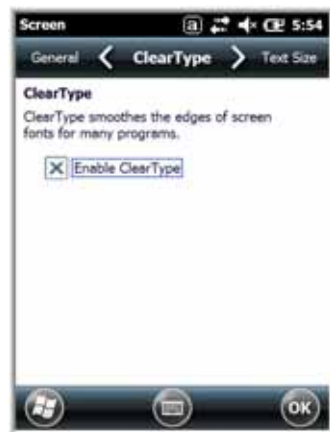 Screen a 5:54
General ClearType Text Size
ClearType
ClearType smoothes the edges of screen
fonts for many programs.
Enable ClearType
OK